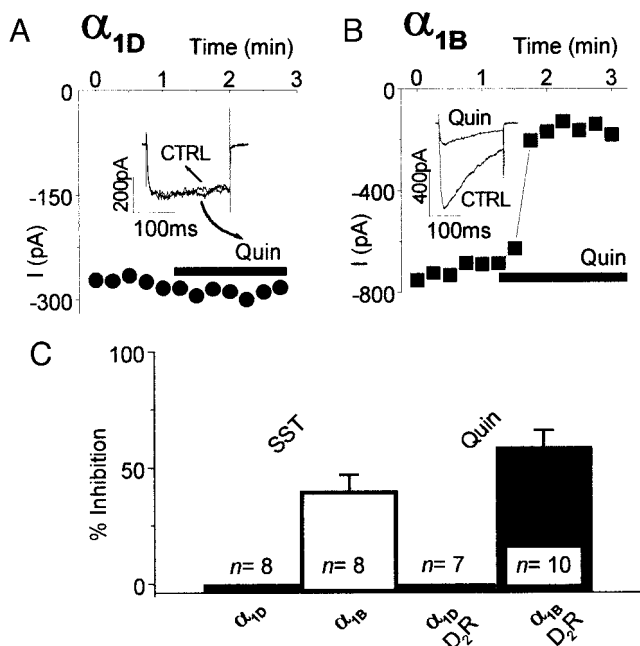 A
α1D
Time (min)
0 1 2 3
0
-150
-300
I (pA)
CTRL
200pA
100ms
Quin
B
α1B
Time (min)
0 1 2 3
0
-400
-800
I (pA)
Quin
400pA
CTRL
100ms
Quin
C
100
50
0
% Inhibition
SST
Quin
n= 8
n= 8
n= 7
n= 10
α1D
α1B
α1D
D2R
α1B
D2R